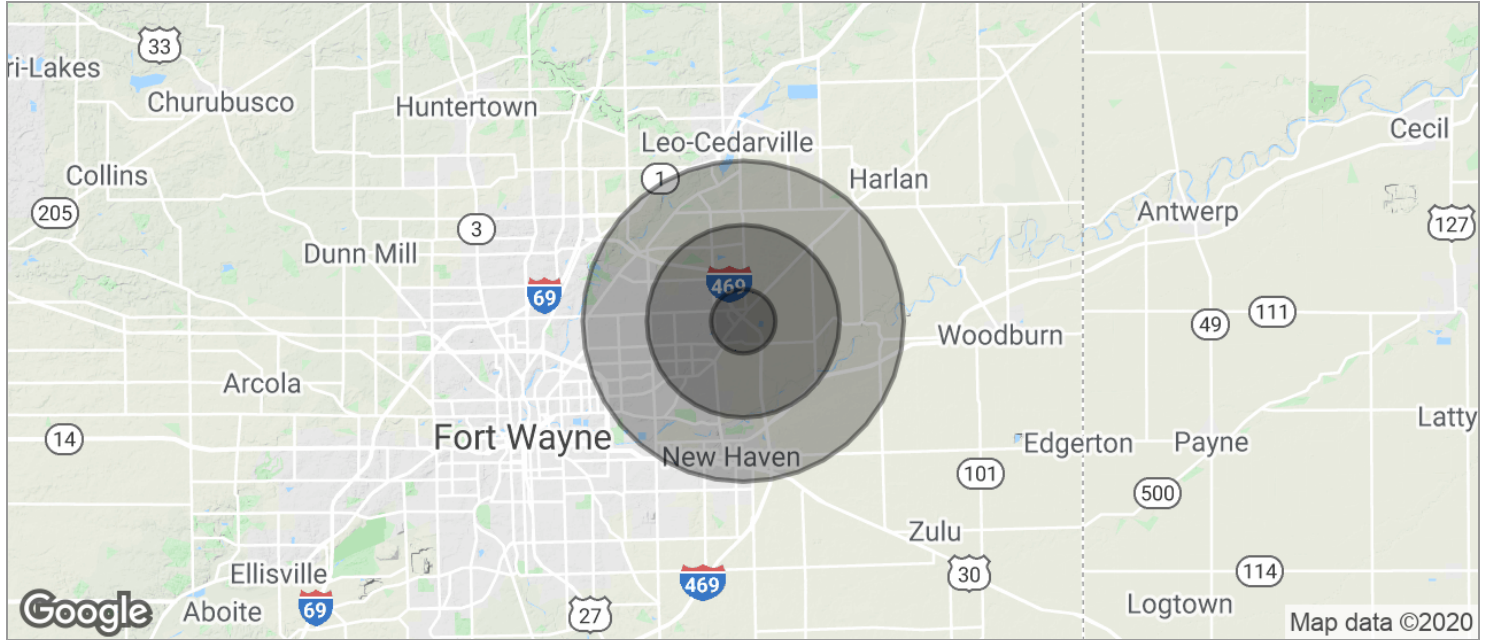 33
ri-Lakes
Churubusco
Huntertown
Cecil
Leo-Cedarville
Collins
1
Harlan
205
Antwerp
127
3
Dunn Mill
469
69
49
111
Woodburn
Arcola
Latty
14
Fort Wayne
Edgerton
Payne
New Haven
101
500
Zulu
Ellisville
469
30
114
Google
Aboite
69
27
Logtown
Map data ©2020